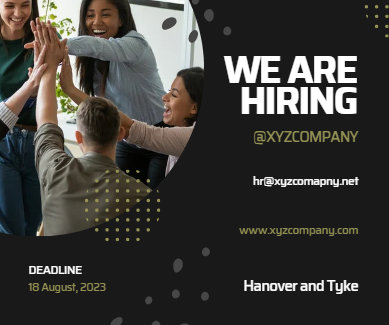 WE ARE
HIRING
@XYZCOMPANY
hr@xyzcomapny.net
www.xyzcompany.com
DEADLINE
18 August, 2023
Hanover and Tyke